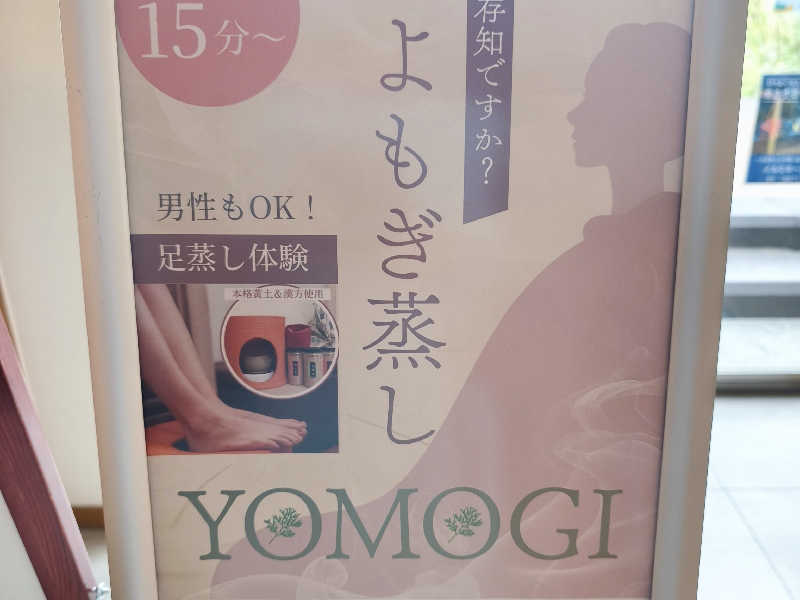 15分～
存知ですか？
よもぎ蒸し
男性もOK！
足蒸し体験
本格黄土&漢方使用
YOMOGI